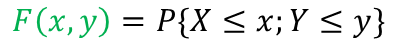 F(x, y) = P{X ≤ x; Y ≤ y}